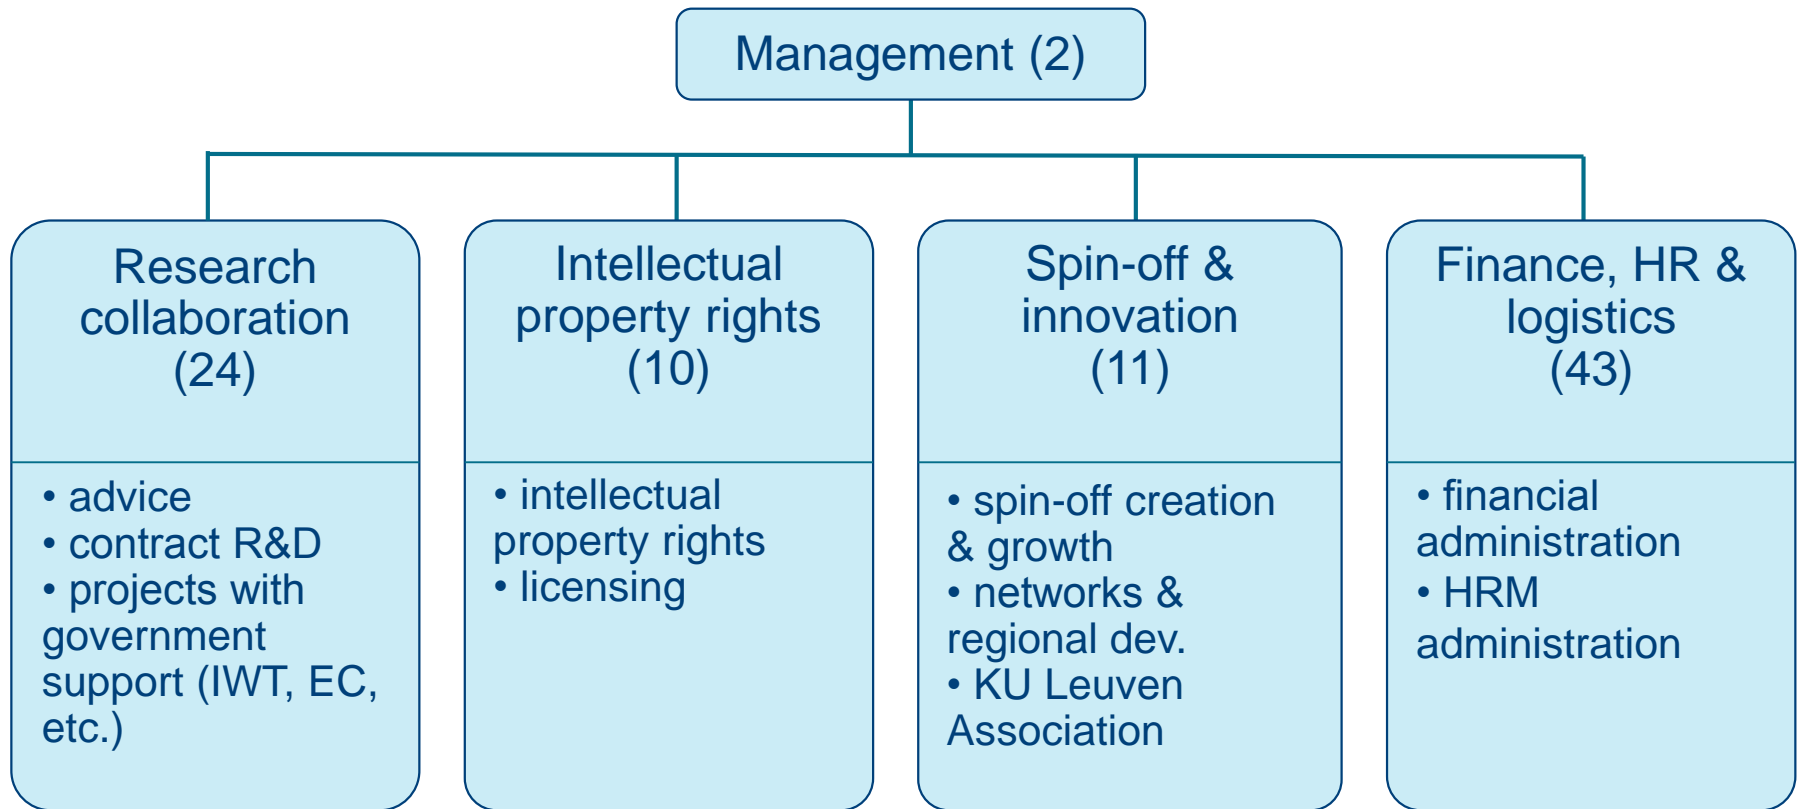 Management (2)
Research
collaboration
(24)
• advice
• contract R&D
• projects with
government
support (IWT, EC,
etc.)
Intellectual
property rights
(10)
• intellectual
property rights
• licensing
Spin-off &
innovation
(11)
• spin-off creation
& growth
• networks &
regional dev.
• KU Leuven
Association
Finance, HR &
logistics
(43)
• financial
administration
• HRM
administration